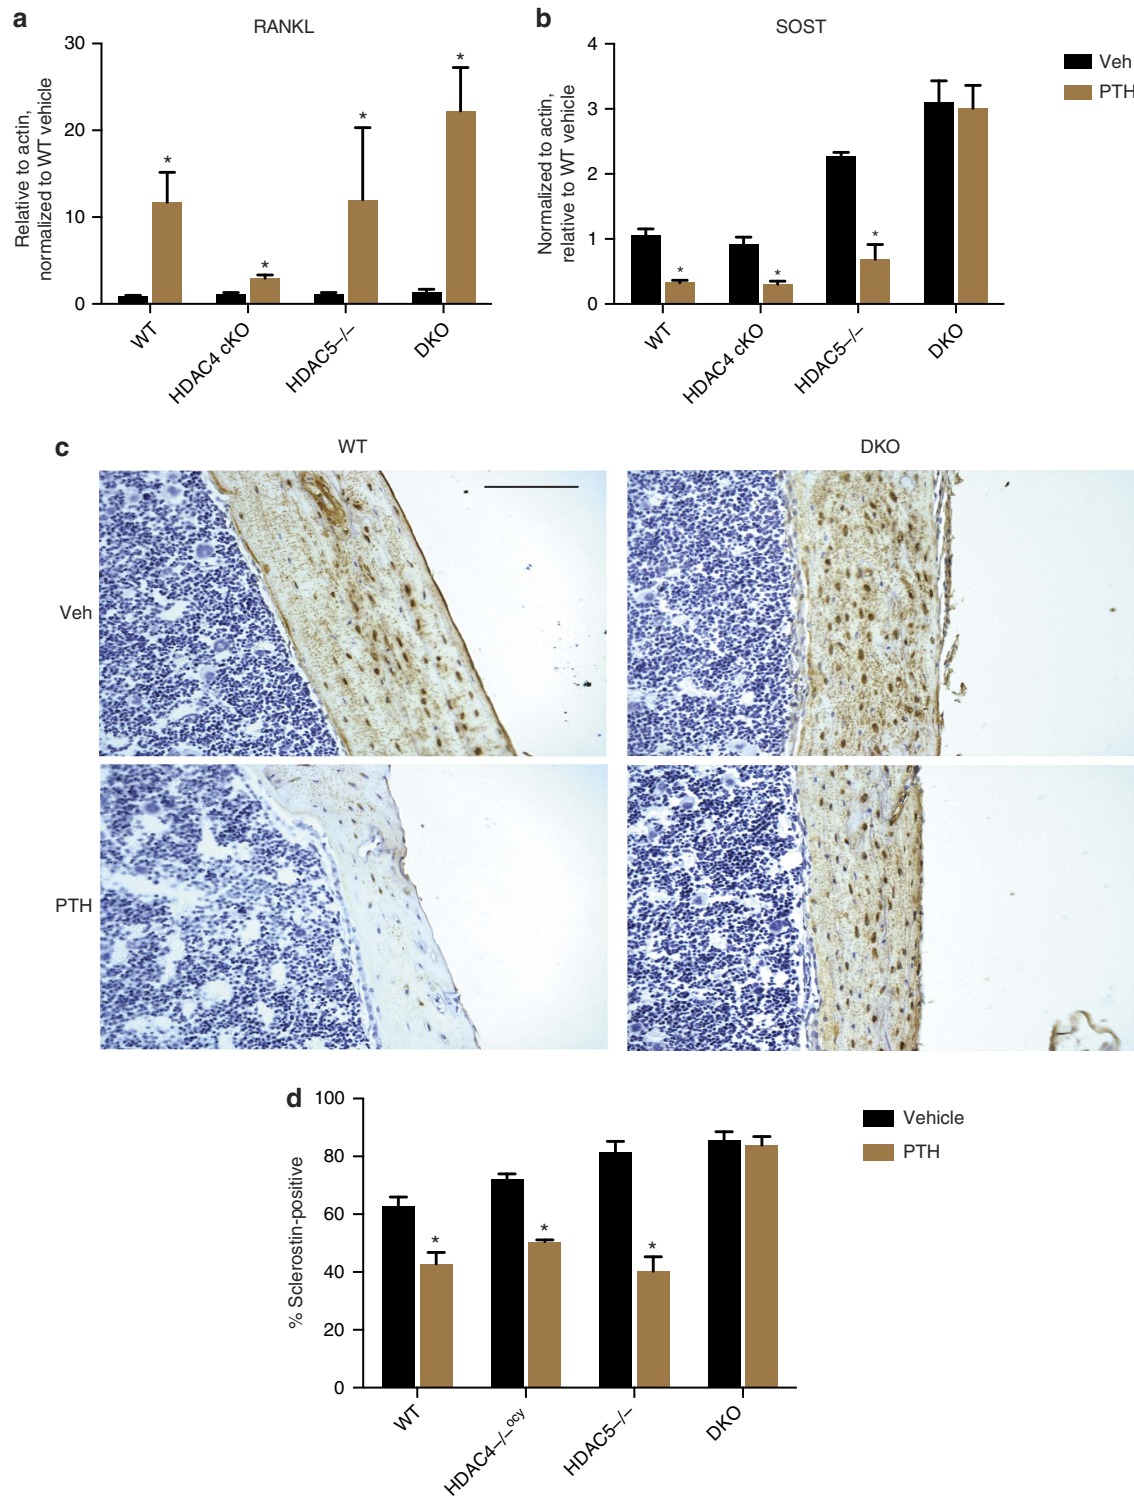 a
RANKL
Relative to actin,
normalized to WT vehicle
30
20
10
0
*
*
*
*
WT
HDAC4 cKO
HDAC5–/–
DKO
b
SOST
Normalized to actin,
relative to WT vehicle
4
3
2
1
0
*
*
*
WT
HDAC4 cKO
HDAC5–/–
DKO
Veh
PTH
c
WT
DKO
Veh
PTH
d
% Sclerostin-positive
100
80
60
40
20
0
*
*
*
WT
HDAC4–/–ocy
HDAC5–/–
DKO
Vehicle
PTH